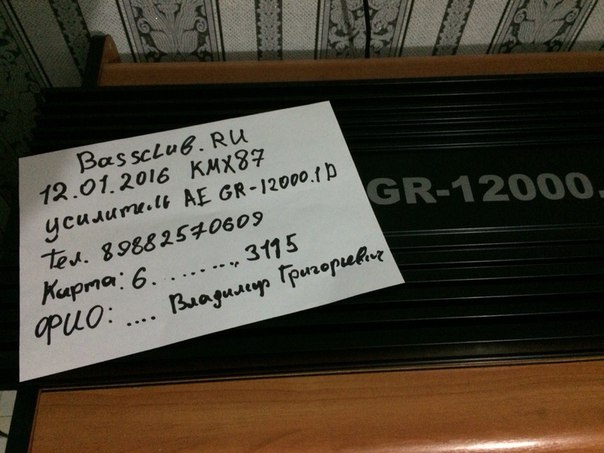 BASSCLUB.RU
12.01.2016 KMX87
усилитель AE GR-12000.1D
Тел. 89882570609
Карта: 6......... 3195
ФИО: .... Владимир Григорьевич
GR-12000.